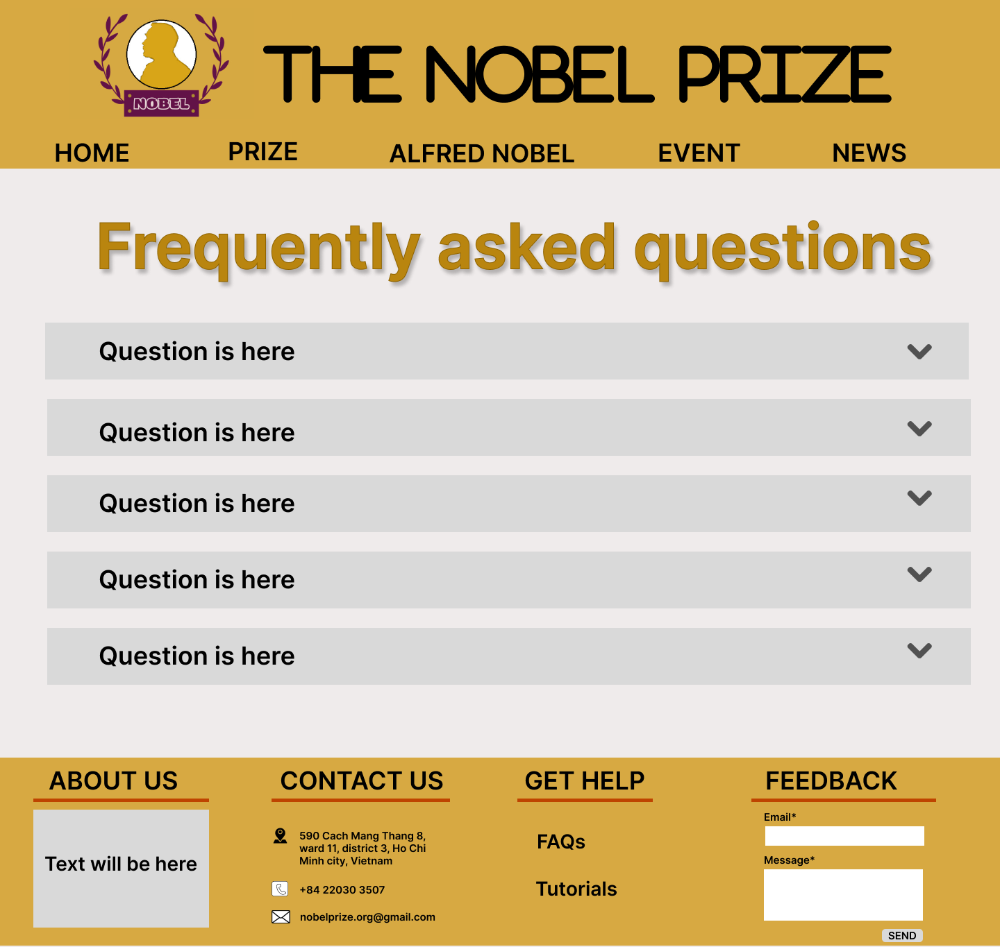 NOBEL
THE NOBEL PRIZE
HOME
PRIZE
ALFRED NOBEL
EVENT
NEWS
Frequently asked questions
Question is here
Question is here
Question is here
Question is here
Question is here
ABOUT US
Text will be here
CONTACT US
590 Cach Mang Thang 8,
ward 11, district 3, Ho Chi
Minh city, Vietnam
+84 22030 3507
nobelprize.org@gmail.com
GET HELP
FAQs
Tutorials
FEEDBACK
Email*
Message*
SEND